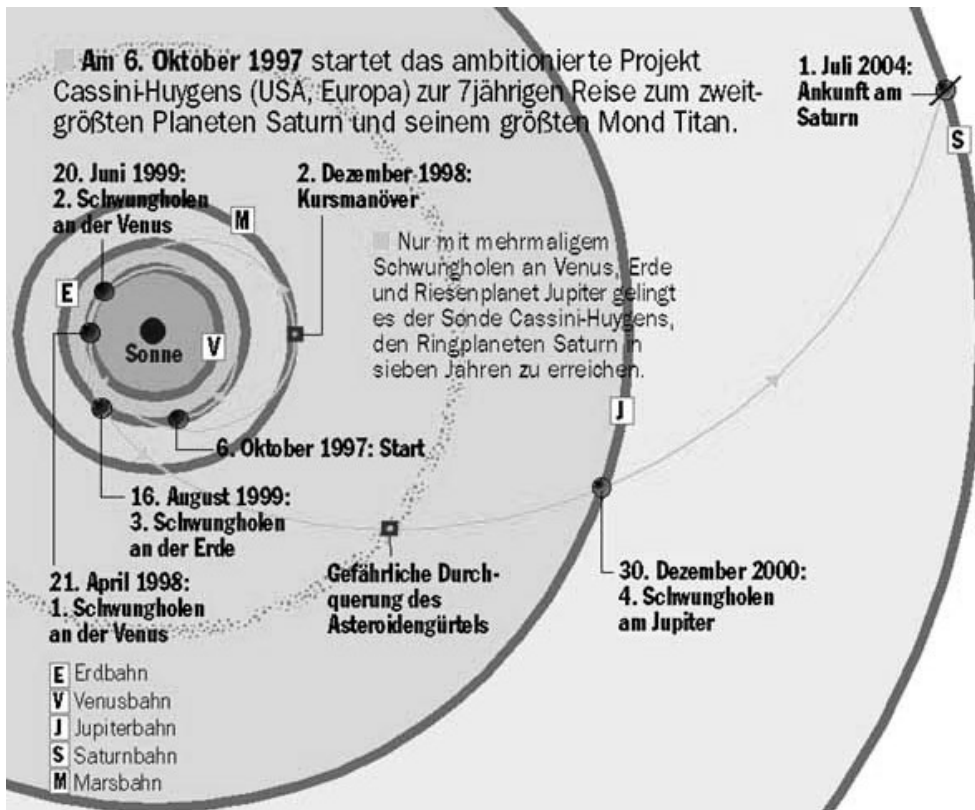 Am 6. Oktober 1997 startet das ambitionierte Projekt
Cassini-Huygens (USA, Europa) zur 7jährigen Reise zum zweit-
größten Planeten Saturn und seinem größten Mond Titan.
1. Juli 2004:
Ankunft am
Saturn
S
20. Juni 1999:
2. Schwungholen
an der Venus
2. Dezember 1998:
Kursmanöver
M
Nur mit mehrmaligem
Schwungholen an Venus, Erde
und Riesenplanet Jupiter gelingt
es der Sonde Cassini-Huygens,
den Ringplaneten Saturn in
sieben Jahren zu erreichen.
E
V
Sonne
J
6. Oktober 1997: Start
16. August 1999:
3. Schwungholen
an der Erde
21. April 1998:
1. Schwungholen
an der Venus
Gefährliche Durch-
querung des
Asteroidengürtels
30. Dezember 2000:
4. Schwungholen
am Jupiter
E Erdbahn
V Venusbahn
J Jupiterbahn
S Saturnbahn
M Marsbahn